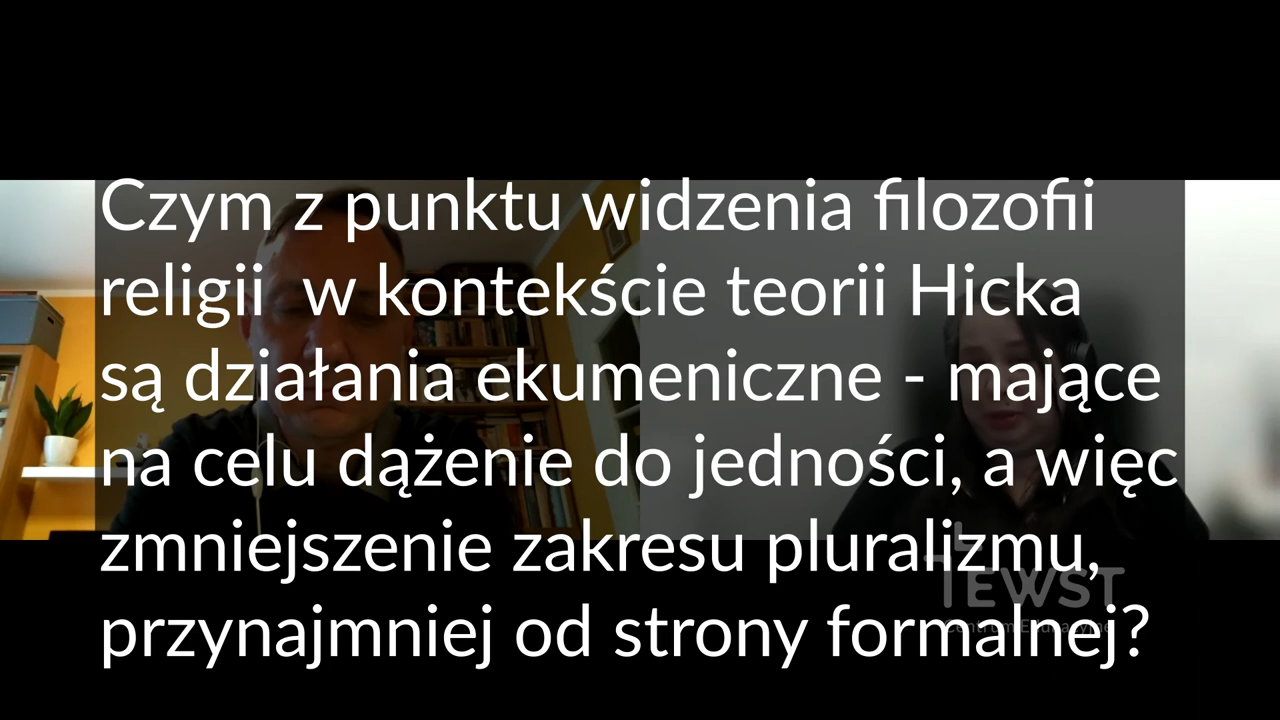 Czym z punktu widzenia filozofii
religii w kontekście teorii Hicka
są działania ekumeniczne - mające
na celu dążenie do jedności, a więc
zmniejszenie zakresu pluralizmu,
przynajmniej od strony formalnej?
TEWST